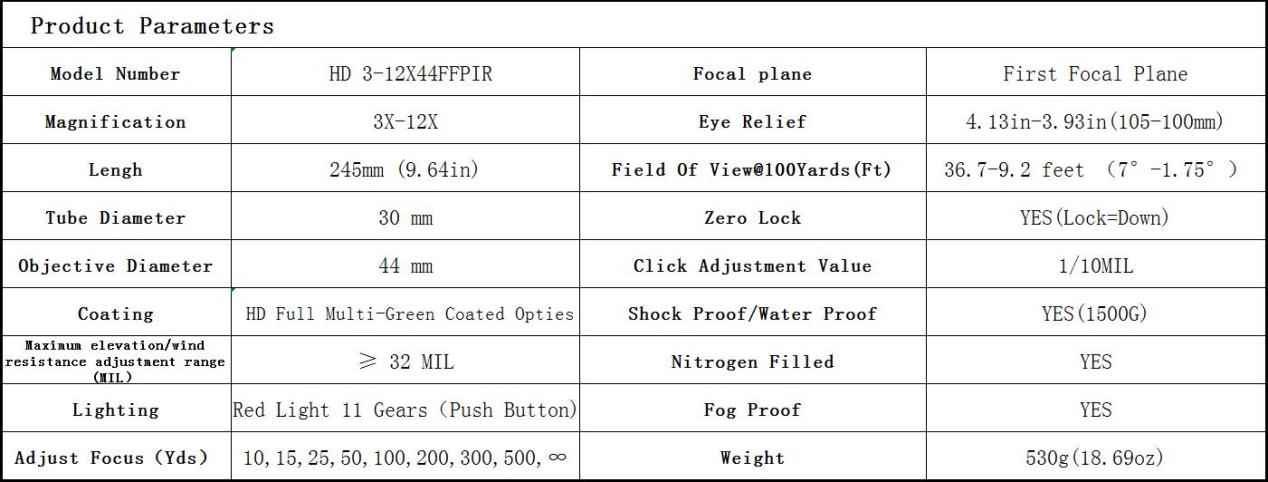 Product Parameters
Model Number HD 3-12X44FFPIR Focal plane First Focal Plane
Magnification 3X-12X Eye Relief 4.13in-3.93in(105-100mm)
Lengh 245mm (9.64in) Field Of View@100Yards(Ft) 36.7-9.2 feet （7°-1.75°）
Tube Diameter 30 mm Zero Lock YES(Lock=Down)
Objective Diameter 44 mm Click Adjustment Value 1/10MIL
Coating HD Full Multi-Green Coated Opties Shock Proof/Water Proof YES(1500G)
Maximum elevation/wind
resistance adjustment range
(MIL) ≥ 32 MIL Nitrogen Filled YES
Lighting Red Light 11 Gears（Push Button) Fog Proof YES
Adjust Focus（Yds） 10,15,25,50,100,200,300,500,∞ Weight 530g(18.69oz)